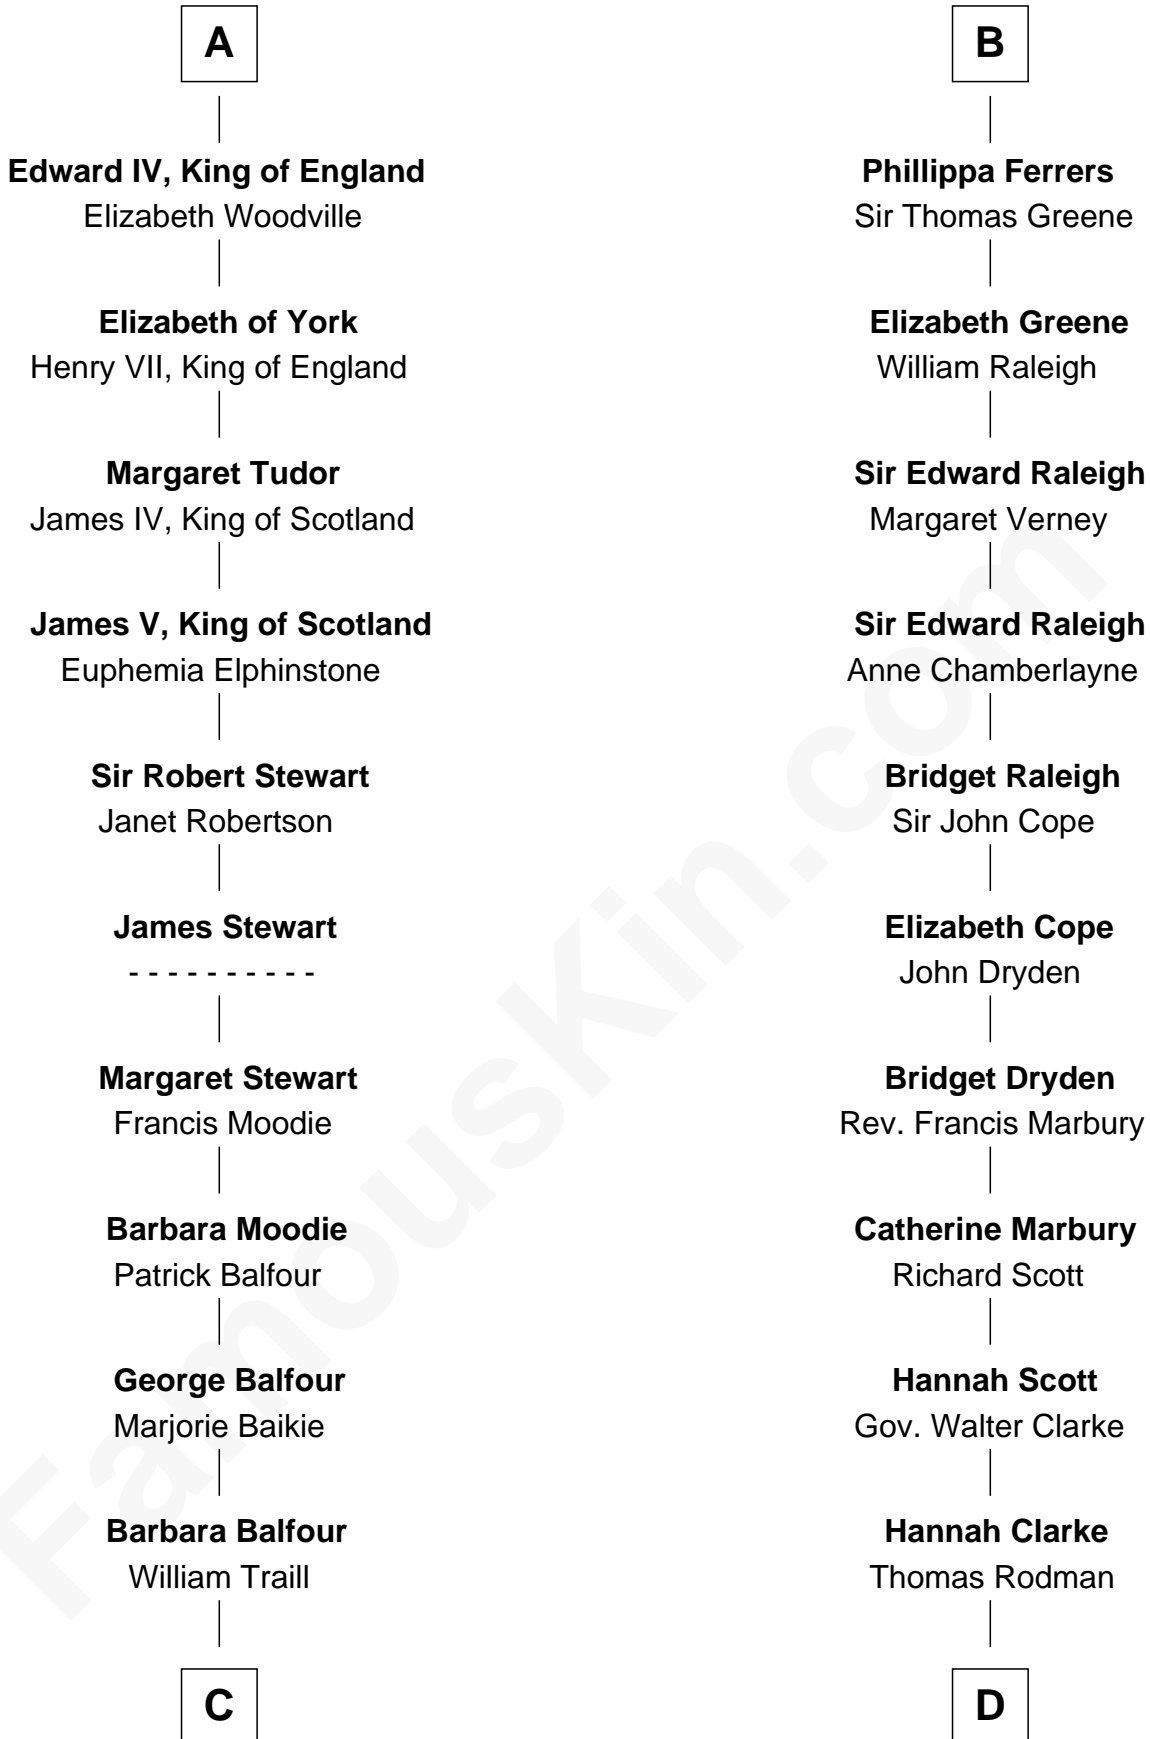 A
Edward IV, King of England
Elizabeth Woodville
Elizabeth of York
Henry VII, King of England
Margaret Tudor
James IV, King of Scotland
James V, King of Scotland
Euphemia Elphinstone
Sir Robert Stewart
Janet Robertson
James Stewart
- - - - - - - - - -
Margaret Stewart
Francis Moodie
Barbara Moodie
Patrick Balfour
George Balfour
Marjorie Baikie
Barbara Balfour
William Traill
C
B
Phillippa Ferrers
Sir Thomas Greene
Elizabeth Greene
William Raleigh
Sir Edward Raleigh
Margaret Verney
Sir Edward Raleigh
Anne Chamberlayne
Bridget Raleigh
Sir John Cope
Elizabeth Cope
John Dryden
Bridget Dryden
Rev. Francis Marbury
Catherine Marbury
Richard Scott
Hannah Scott
Gov. Walter Clarke
Hannah Clarke
Thomas Rodman
D
FamousKin.com